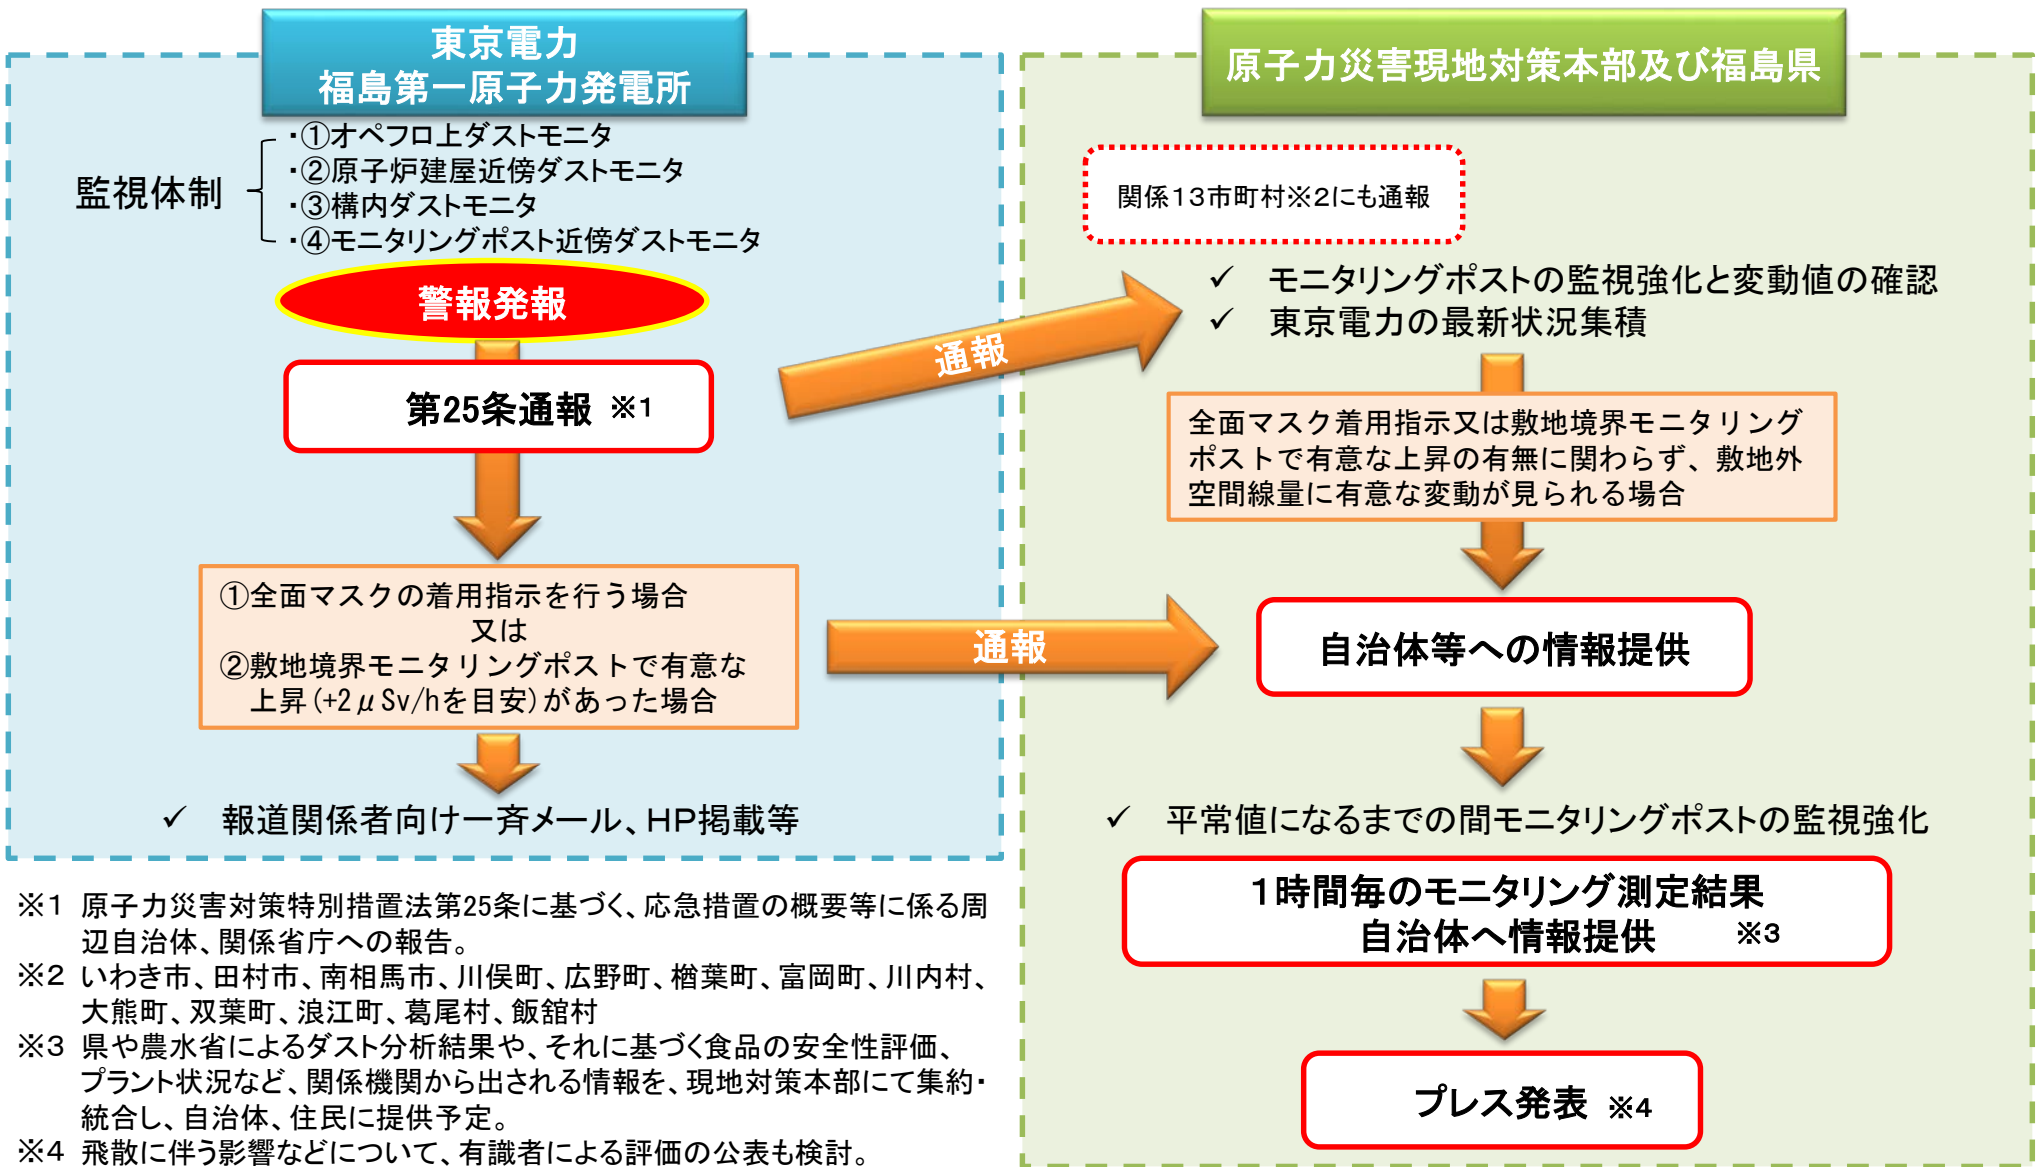 東京電力
福島第一原子力発電所
監視体制
・①オペフロ上ダストモニタ
・②原子炉建屋近傍ダストモニタ
・③構内ダストモニタ
・④モニタリングポスト近傍ダストモニタ
警報発報
第25条通報 ※1
①全面マスクの着用指示を行う場合
又は
②敷地境界モニタリングポストで有意な
上昇(+2μSv/hを目安)があった場合
✓ 報道関係者向け一斉メール、HP掲載等
通報
通報
原子力災害現地対策本部及び福島県
関係13市町村※2にも通報
✓ モニタリングポストの監視強化と変動値の確認
✓ 東京電力の最新状況集積
全面マスク着用指示又は敷地境界モニタリング
ポストで有意な上昇の有無に関わらず、敷地外
空間線量に有意な変動が見られる場合
自治体等への情報提供
✓ 平常値になるまでの間モニタリングポストの監視強化
1時間毎のモニタリング測定結果
自治体へ情報提供 ※3
プレス発表 ※4
※1 原子力災害対策特別措置法第25条に基づく、応急措置の概要等に係る周
辺自治体、関係省庁への報告。
※2 いわき市、田村市、南相馬市、川俣町、広野町、楢葉町、富岡町、川内村、
大熊町、双葉町、浪江町、葛尾村、飯舘村
※3 県や農水省によるダスト分析結果や、それに基づく食品の安全性評価、
プラント状況など、関係機関から出される情報を、現地対策本部にて集約・
統合し、自治体、住民に提供予定。
※4 飛散に伴う影響などについて、有識者による評価の公表も検討。